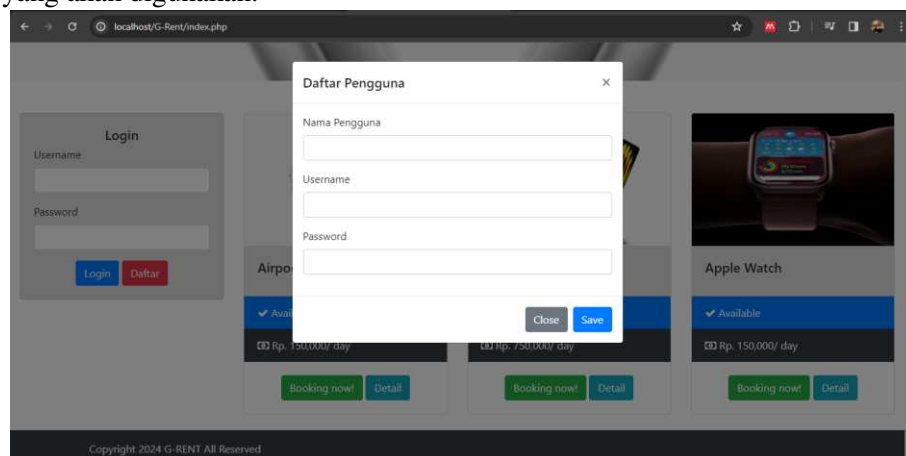 yang akan digunakan.
localhost/G-Rent/index.php
Daftar Pengguna ×
Nama Pengguna
Username
Password
Close Save
Login
Username
Password
Login Daftar
Airpo
Avai
Rp. 150,000/ day
Booking now! Detail
Rp. 750,000/ day
Booking now! Detail
Apple Watch
Available
Rp. 150,000/ day
Booking now! Detail
Copyright 2024 G-RENT All Reserved